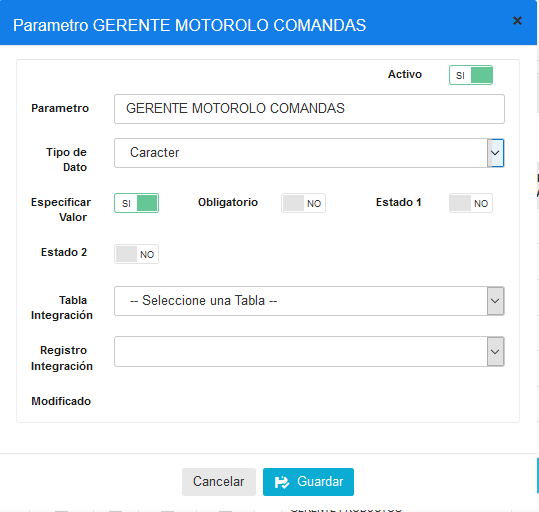 Parametro GERENTE MOTOROLO COMANDAS
Activo SI
Parametro GERENTE MOTOROLO COMANDAS
Tipo de Dato Caracter
Especificar Valor SI Obligatorio NO Estado 1 NO
Estado 2 NO
Tabla Integración -- Seleccione una Tabla --
Registro Integración
Modificado
Cancelar Guardar